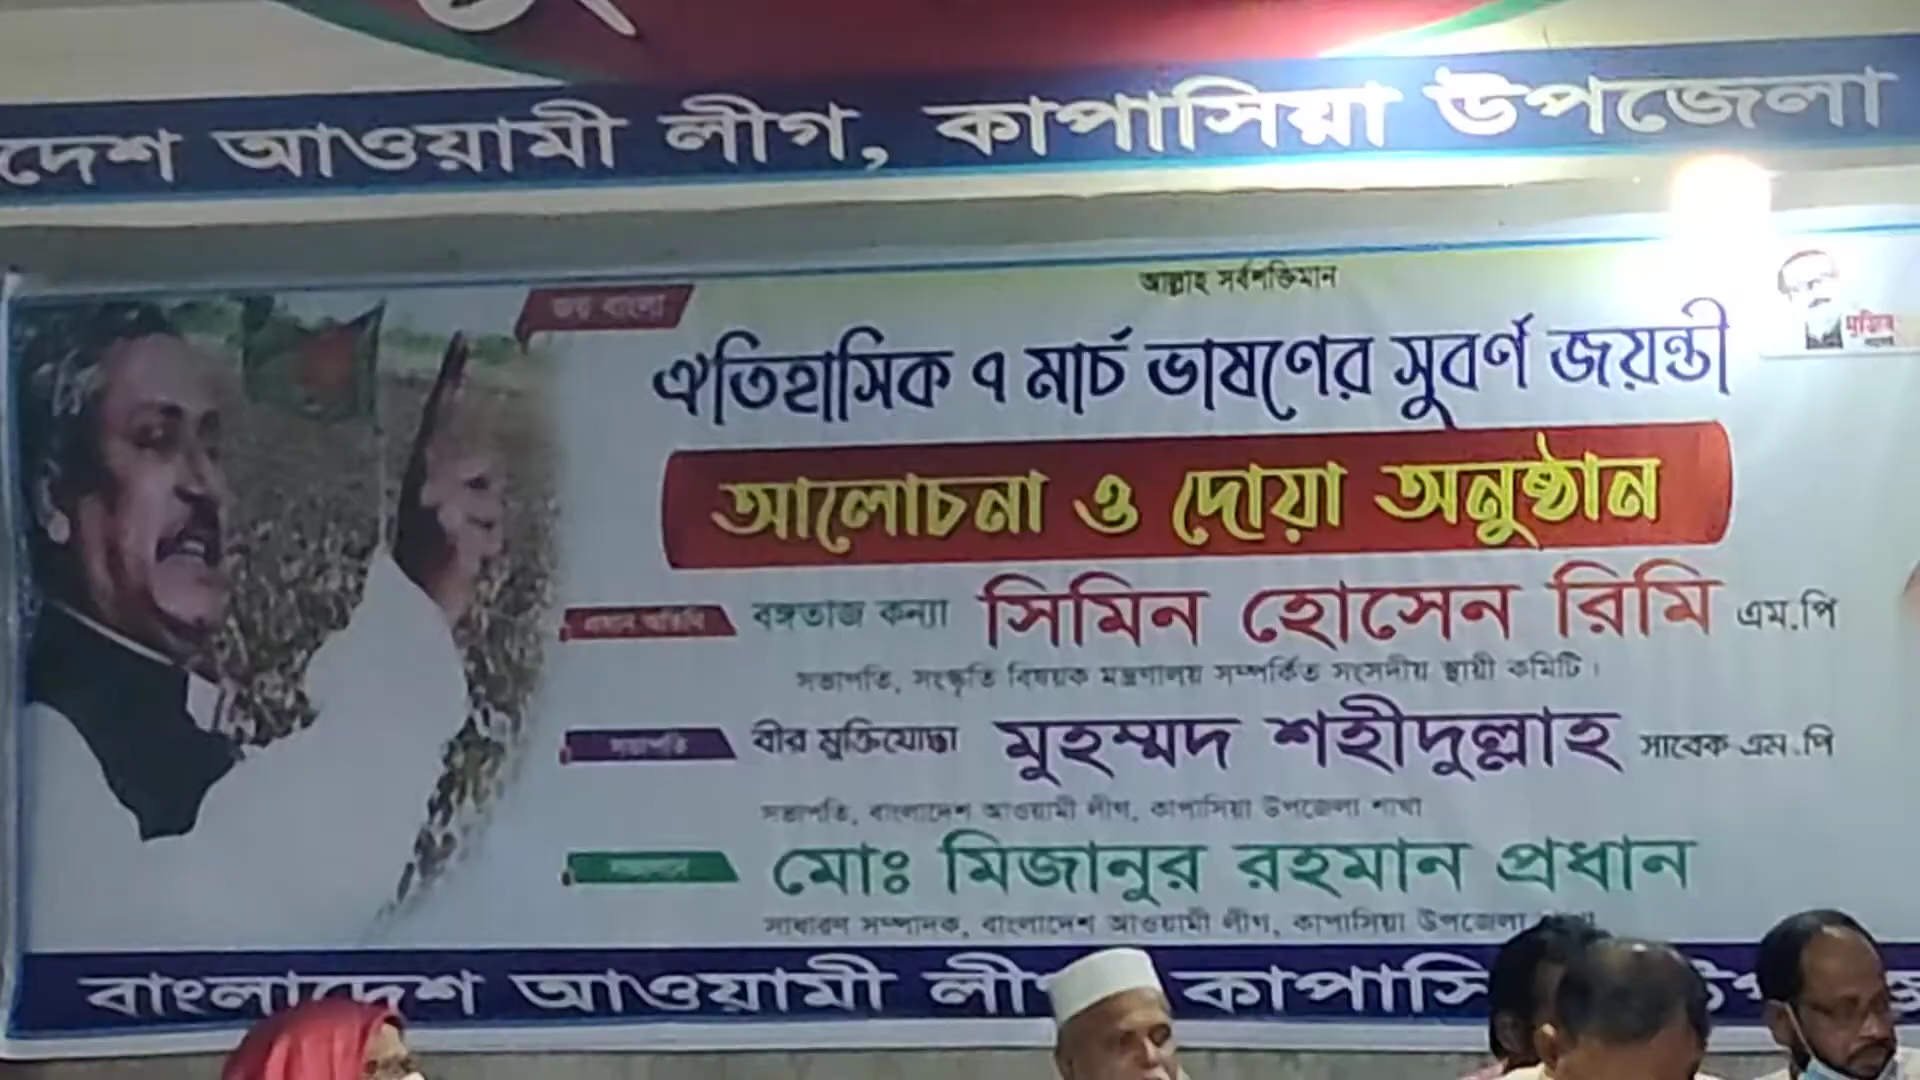 দেশ আওয়ামী লীগ, কাপাসিয়া উপজেলা
আল্লাহ সর্বশক্তিমান
জয় বাংলা
মুজিব
ঐতিহাসিক ৭ মার্চ ভাষণের সুবর্ণ জয়ন্তী
আলোচনা ও দোয়া অনুষ্ঠান
প্রধান অতিথি বঙ্গতাজ কন্যা সিমিন হোসেন রিমি এম.পি
সভাপতি, সংস্কৃতি বিষয়ক মন্ত্রণালয় সম্পর্কিত সংসদীয় স্থায়ী কমিটি।
সভাপতি বীর মুক্তিযোদ্ধা মুহম্মদ শহীদুল্লাহ সাবেক এম.পি
সভাপতি, বাংলাদেশ আওয়ামী লীগ, কাপাসিয়া উপজেলা শাখা
মোঃ মিজানুর রহমান প্রধান
সাধারণ সম্পাদক, বাংলাদেশ আওয়ামী লীগ, কাপাসিয়া উপজেলা
বাংলাদেশ আওয়ামী লীগ কাপাসি